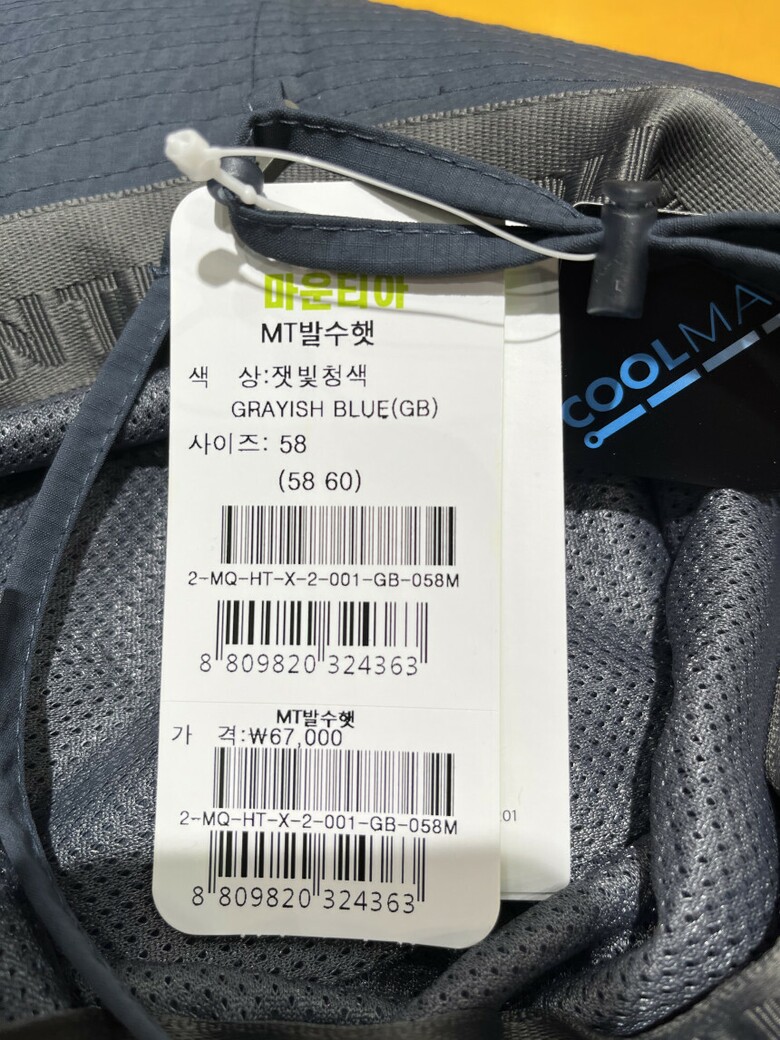 마운티아
MT발수햇
색 상:잿빛청색
GRAYISH BLUE(GB)
사이즈: 58
(58 60)
2-MQ-HT-X-2-001-GB-058M
8 809820 324363
MT발수햇
가 격:₩67,000
2-MQ-HT-X-2-001-GB-058M
8 809820 324363
COOLMA
01